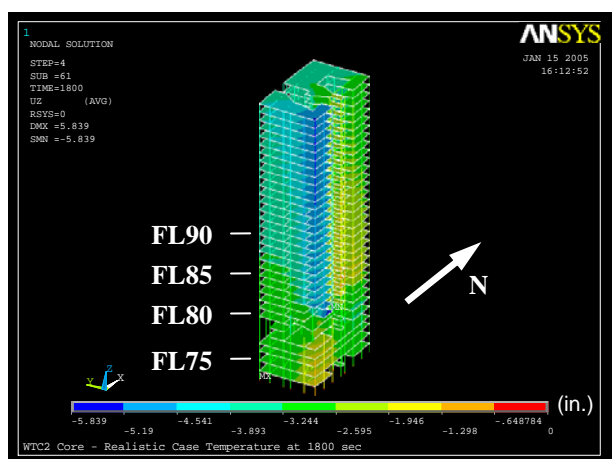 1
NODAL SOLUTION
STEP=4
SUB =61
TIME=1800
UZ (AVG)
RSYS=0
DMX =5.839
SMN =-5.839
ANSYS
JAN 15 2005
16:12:52
FL90
FL85
FL80
FL75
N
MN
MX
Z
Y X
(in.)
-5.839 -4.541 -3.244 -1.946 -.648784
-5.19 -3.893 -2.595 -1.298 0
WTC2 Core - Realistic Case Temperature at 1800 sec